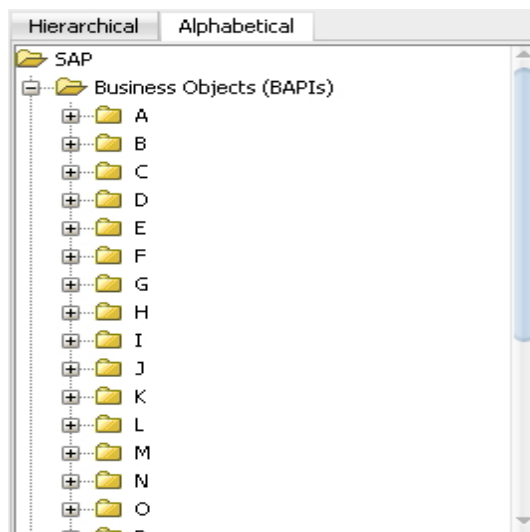 Hierarchical Alphabetical
SAP
Business Objects (BAPIs)
A
B
C
D
E
F
G
H
I
J
K
L
M
N
O